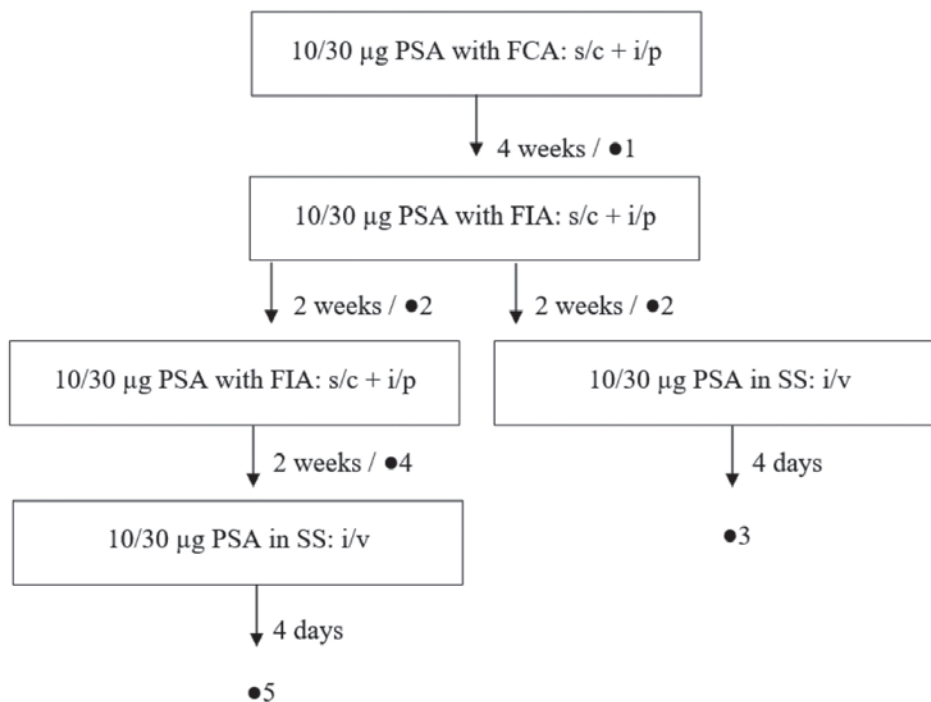 10/30 µg PSA with FCA: s/c + i/p
4 weeks / ●1
10/30 µg PSA with FIA: s/c + i/p
2 weeks / ●2
2 weeks / ●2
10/30 µg PSA with FIA: s/c + i/p
10/30 µg PSA in SS: i/v
2 weeks / ●4
4 days
10/30 µg PSA in SS: i/v
●3
4 days
●5